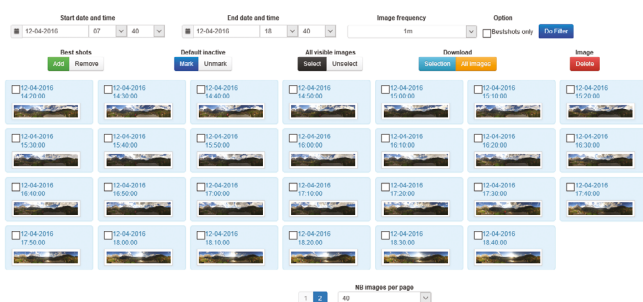 Start date and time End date and time Image frequency Option
12-04-2016 07 40 12-04-2016 18 40 1m Bestshots only Do Filter
Best shots Default inactive All visible images Download Image
Add Remove Mark Unmark Select Unselect Selection All images Delete
12-04-2016 12-04-2016 12-04-2016 12-04-2016 12-04-2016 12-04-2016 12-04-2016
14:20:00 14:30:00 14:40:00 14:50:00 15:00:00 15:10:00 15:20:00
12-04-2016 12-04-2016 12-04-2016 12-04-2016 12-04-2016 12-04-2016 12-04-2016
15:30:00 15:40:00 15:50:00 16:00:00 16:10:00 16:20:00 16:30:00
12-04-2016 12-04-2016 12-04-2016 12-04-2016 12-04-2016 12-04-2016 12-04-2016
16:40:00 16:50:00 17:00:00 17:10:00 17:20:00 17:30:00 17:40:00
12-04-2016 12-04-2016 12-04-2016 12-04-2016 12-04-2016 12-04-2016
17:50:00 18:00:00 18:10:00 18:20:00 18:30:00 18:40:00
NB images per page
1 2 40